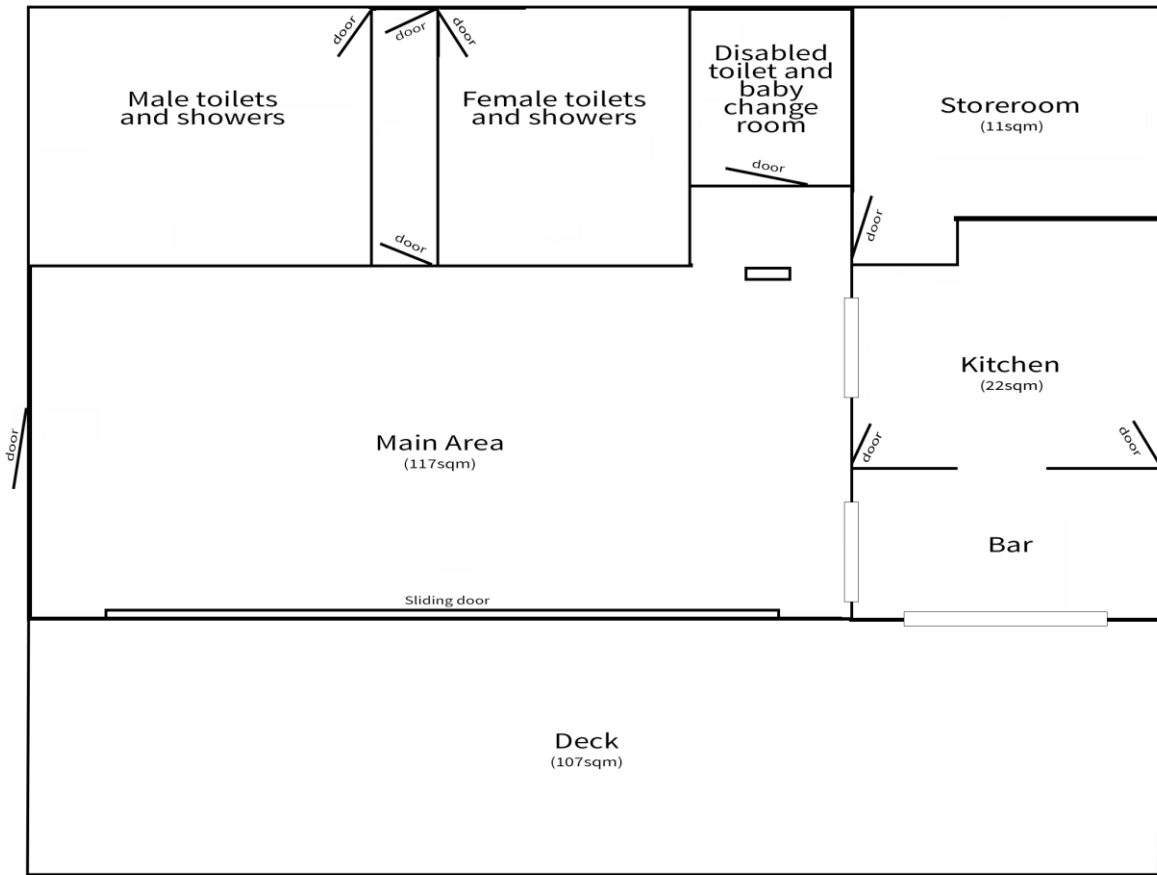 door
door
door
Male toilets
and showers
Female toilets
and showers
Disabled
toilet and
baby
change
room
door
Storeroom
(11sqm)
door
door
Kitchen
(22sqm)
door
Main Area
(117sqm)
door
door
Bar
Sliding door
Deck
(107sqm)